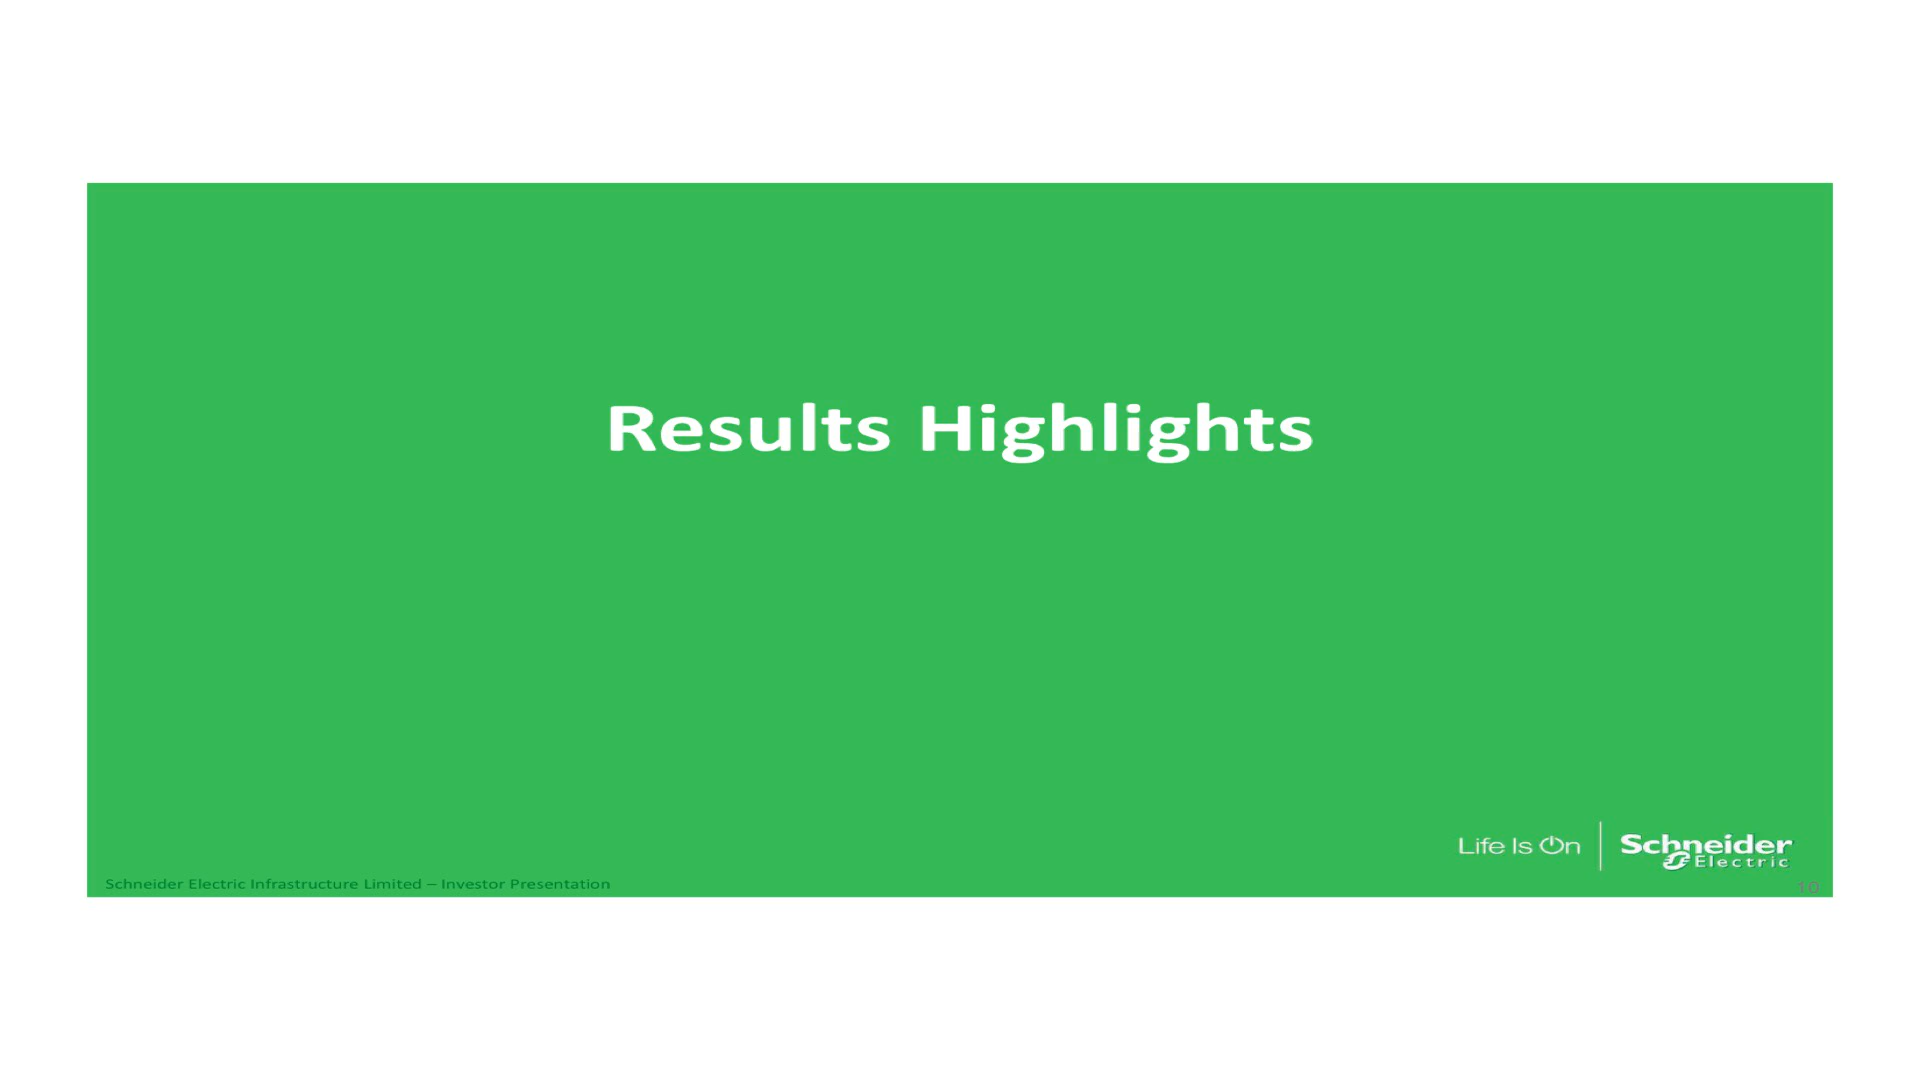 Results Highlights
Life Is On
Schneider
Electric
Schneider Electric Infrastructure Limited – Investor Presentation
10